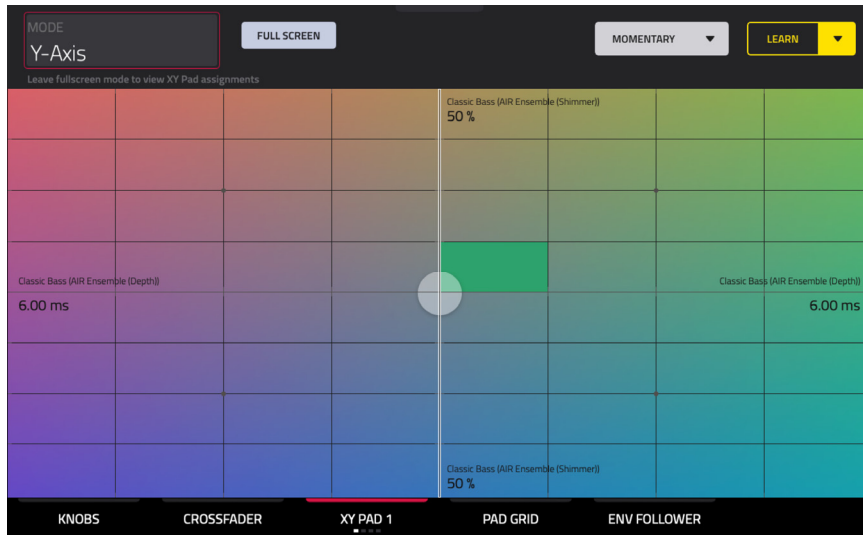 MODE
Y-Axis
FULL SCREEN
MOMENTARY
LEARN
Leave fullscreen mode to view XY Pad assignments
Classic Bass (AIR Ensemble (Shimmer))
50 %
Classic Bass (AIR Ensemble (Depth))
6.00 ms
Classic Bass (AIR Ensemble (Depth))
6.00 ms
Classic Bass (AIR Ensemble (Shimmer))
50 %
KNOBS
CROSSFADER
XY PAD 1
PAD GRID
ENV FOLLOWER